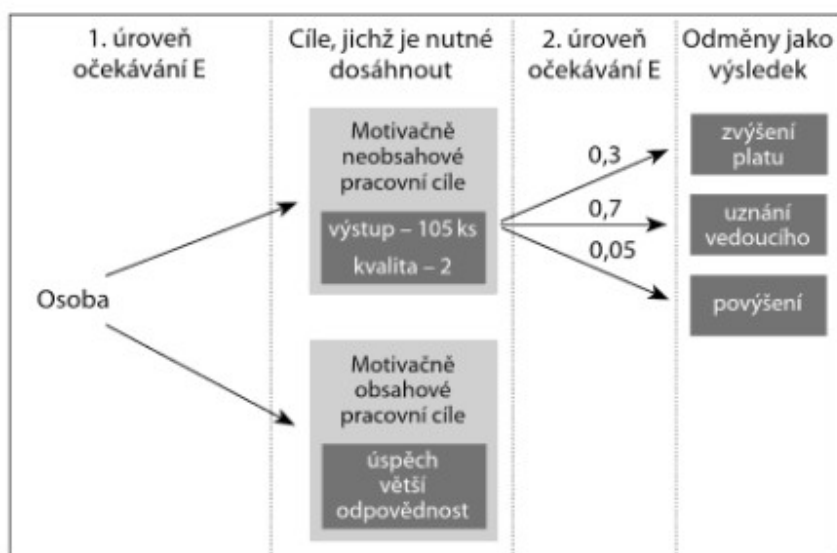 1. úroveň
očekávání E
Cíle, jichž je nutné
dosáhnout
2. úroveň
očekávání E
Odměny jako
výsledek
Osoba
Motivačně
neobsahové
pracovní cíle
výstup – 105 ks
kvalita – 2
Motivačně
obsahové
pracovní cíle
úspěch
větší
odpovědnost
0,3
0,7
0,05
zvýšení
platu
uznání
vedoucího
povýšení